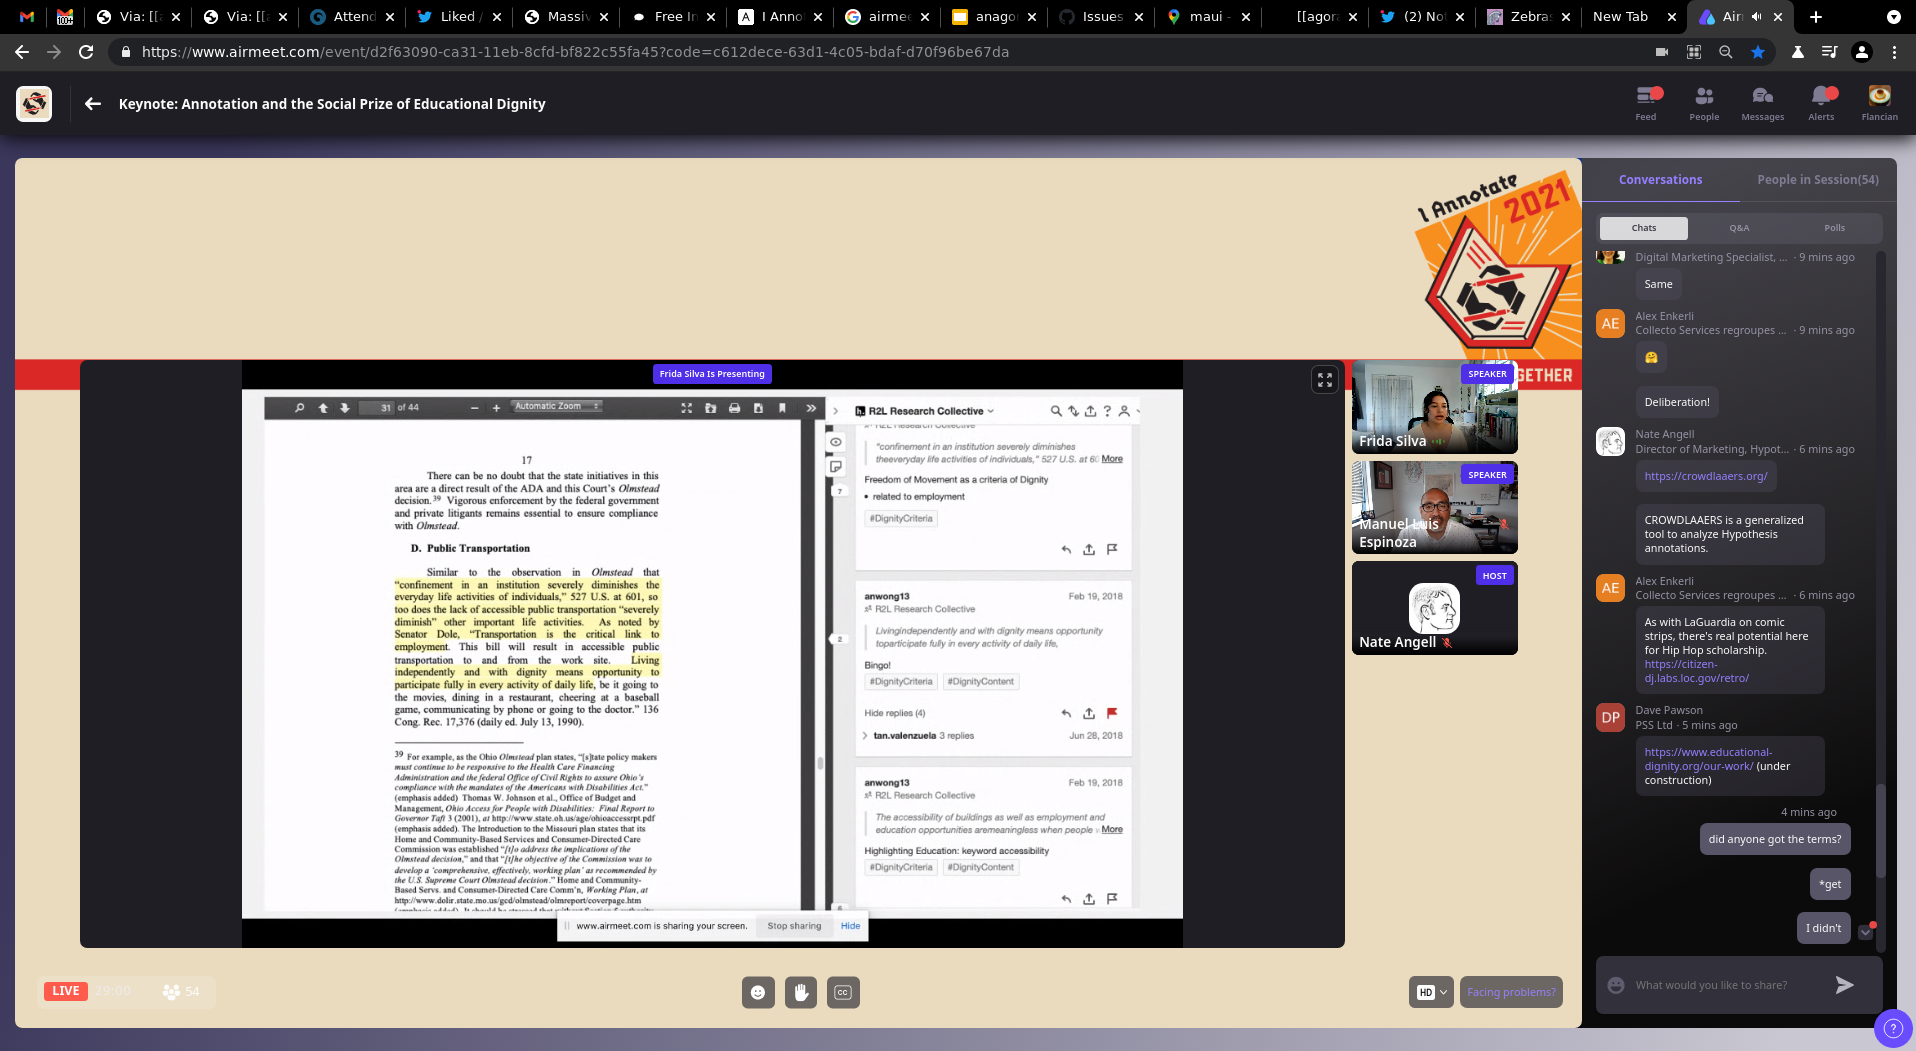 Via: [[a
Via: [[a
Attend
Liked /
Massiv
Free In
I Anno
airmee
anagor
Issues
maui -
[[agora
(2) No
Zebras
New Tab
Air
https://www.airmeet.com/event/d2f63090-ca31-11eb-8cfd-bf822c55fa45?code=c612dece-63d1-4c05-bdaf-d70f96be67da
Keynote: Annotation and the Social Prize of Educational Dignity
Feed
People
Messages
Alerts
Flancian
I Annotate
2021
GETHER
Frida Silva Is Presenting
31 of 44
Automatic Zoom
17
There can be no doubt that the state initiatives in this
area are a direct result of the ADA and this Court's Olmstead
decision.39 Vigorous enforcement by the federal government
and private litigants remains essential to ensure compliance
with Olmstead.
D. Public Transportation
Similar to the observation in Olmstead that
“confinement in an institution severely diminishes the
everyday life activities of individuals,” 527 U.S. at 601, so
too does the lack of accessible public transportation “severely
diminish” other important life activities. As noted by
Senator Dole, “Transportation is the critical link to
employment. This bill will result in accessible public
transportation to and from the work site. Living
independently and with dignity means opportunity to
participate fully in every activity of daily life, be it going to
the movies, dining in a restaurant, cheering at a baseball
game, communicating by phone or going to the doctor.” 136
Cong. Rec. 17,376 (daily ed. July 13, 1990).
39 For example, as the Ohio Olmstead plan states, “[s]tate policy makers
must continue to be responsive to the Health Care Financing
Administration and the federal Office of Civil Rights to assure Ohio's
compliance with the mandates of the Americans with Disabilities Act.”
(emphasis added) Thomas W. Johnson et al., Office of Budget and
Management, Ohio Access for People with Disabilities: Final Report to
Governor Taft 3 (2001), at http://www.state.oh.us/age/ohioaccessrpt.pdf
(emphasis added). The Introduction to the Missouri plan states that its
Home and Community-Based Services and Consumer-Directed Care
Commission was established “[t]o address the implications of the
Olmstead decision,” and that “[t]he objective of the Commission was to
develop a 'comprehensive, effectively, working plan' as recommended by
the U.S. Supreme Court Olmstead decision.” Home and Community-
Based Servs. and Consumer-Directed Care Comm'n, Working Plan, at
http://www.dolir.state.mo.us/gcd/olmstead/olmreport/coverpage.htm
R2L Research Collective
R2L Research Collective
“confinement in an institution severely diminishes
theeveryday life activities of individuals,” 527 U.S. at 60 More
Freedom of Movement as a criteria of Dignity
• related to employment
#DignityCriteria
7
anwong13 Feb 19, 2018
R2L Research Collective
Livingindependently and with dignity means opportunity
toparticipate fully in every activity of daily life,
2
Bingo!
#DignityCriteria #DignityContent
Hide replies (4)
tan.valenzuela 3 replies Jun 28, 2018
anwong13 Feb 19, 2018
R2L Research Collective
The accessibility of buildings as well as employment and
education opportunities aremeaningless when people v More
Highlighting Education: keyword accessibility
#DignityCriteria #DignityContent
www.airmeet.com is sharing your screen. Stop sharing Hide
SPEAKER
Frida Silva
SPEAKER
Manuel Luis
Espinoza
HOST
Nate Angell
LIVE 29:00 54
CC
HD
Facing problems?
Conversations
People in Session(54)
Chats
Q&A
Polls
Digital Marketing Specialist, ... · 9 mins ago
Same
AE
Alex Enkerli
Collecto Services regroupes ... · 9 mins ago
Deliberation!
Nate Angell
Director of Marketing, Hypot... · 6 mins ago
https://crowdlaaers.org/
CROWDLAAERS is a generalized
tool to analyze Hypothesis
annotations.
AE
Alex Enkerli
Collecto Services regroupes ... · 6 mins ago
As with LaGuardia on comic
strips, there's real potential here
for Hip Hop scholarship.
https://citizen-
dj.labs.loc.gov/retro/
DP
Dave Pawson
PSS Ltd · 5 mins ago
https://www.educational-
dignity.org/our-work/ (under
construction)
4 mins ago
did anyone got the terms?
*get
I didn't
What would you like to share?